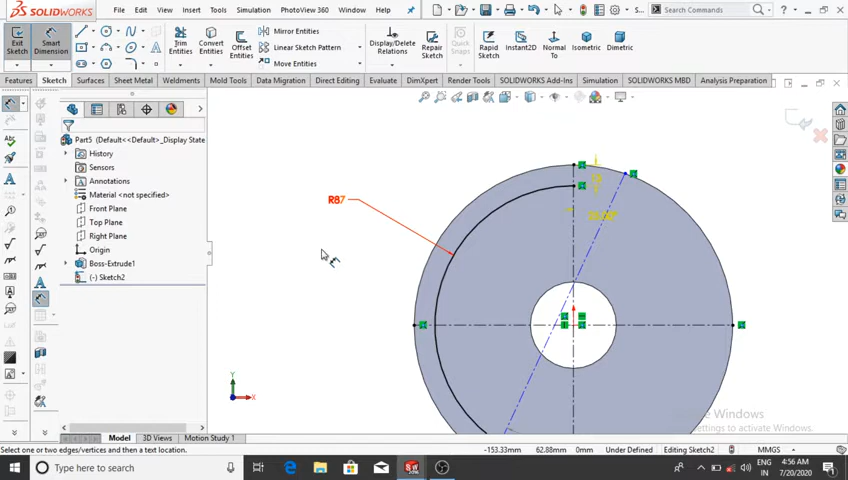 SOLIDWORKS
File Edit View Insert Tools Simulation PhotoView 360 Window Help
s...
Search Commands
Exit Sketch
Smart Dimension
Trim Entities
Convert Entities
Offset Entities
Mirror Entities
Linear Sketch Pattern
Move Entities
Display/Delete Relations
Repair Sketch
Quick Snaps
Rapid Sketch
Instant2D
Normal To
Isometric
Dimetric
Features Sketch Surfaces Sheet Metal Weldments Mold Tools Data Migration Direct Editing Evaluate DimXpert Render Tools SOLIDWORKS Add-Ins Simulation SOLIDWORKS MBD Analysis Preparation
Part5 (Default<<Default>_Display State
History
Sensors
Annotations
Material <not specified>
Front Plane
Top Plane
Right Plane
Origin
Boss-Extrude1
(-) Sketch2
R87
Y
X
Windows
ettings to activate Windows.
Model 3D Views Motion Study 1
Select one or two edges/vertices and then a text location.
-153.33mm 62.88mm 0mm Under Defined Editing Sketch2 MMGS
Type here to search
ENG
IN
4:56 AM
7/20/2020